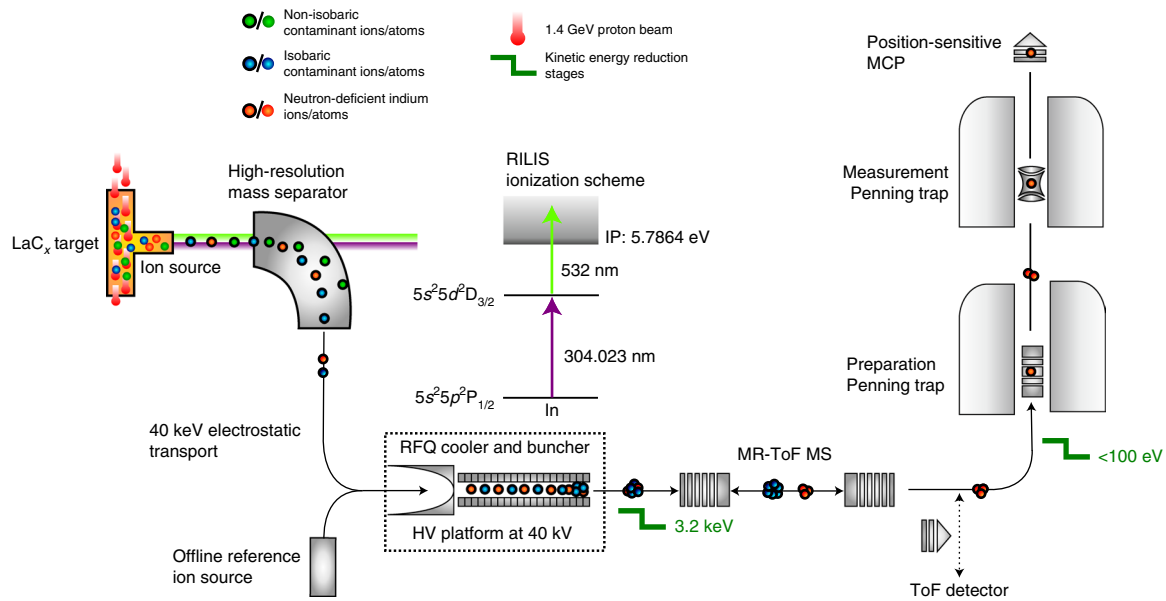 Non-isobaric
contaminant ions/atoms
Isobaric
contaminant ions/atoms
Neutron-deficient indium
ions/atoms
1.4 GeV proton beam
Kinetic energy reduction
stages
Position-sensitive
MCP
High-resolution
mass separator
RILIS
ionization scheme
Measurement
Penning trap
LaCₓ target
Ion source
IP: 5.7864 eV
532 nm
5s²5d²D₃/₂
304.023 nm
Preparation
Penning trap
5s²5p²P₁/₂
In
40 keV electrostatic
transport
RFQ cooler and buncher
MR-ToF MS
<100 eV
HV platform at 40 kV
3.2 keV
Offline reference
ion source
ToF detector